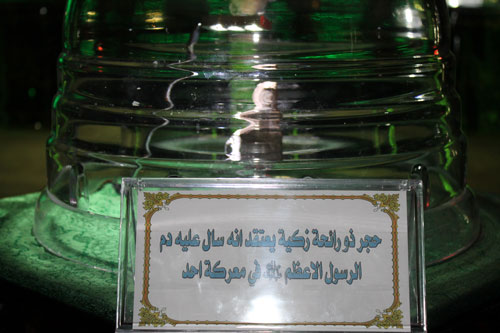 حجر ذو رائحة زكية يعتقد انه سال عليه دم
الرسول الاعظم ﷺ في معركة احد